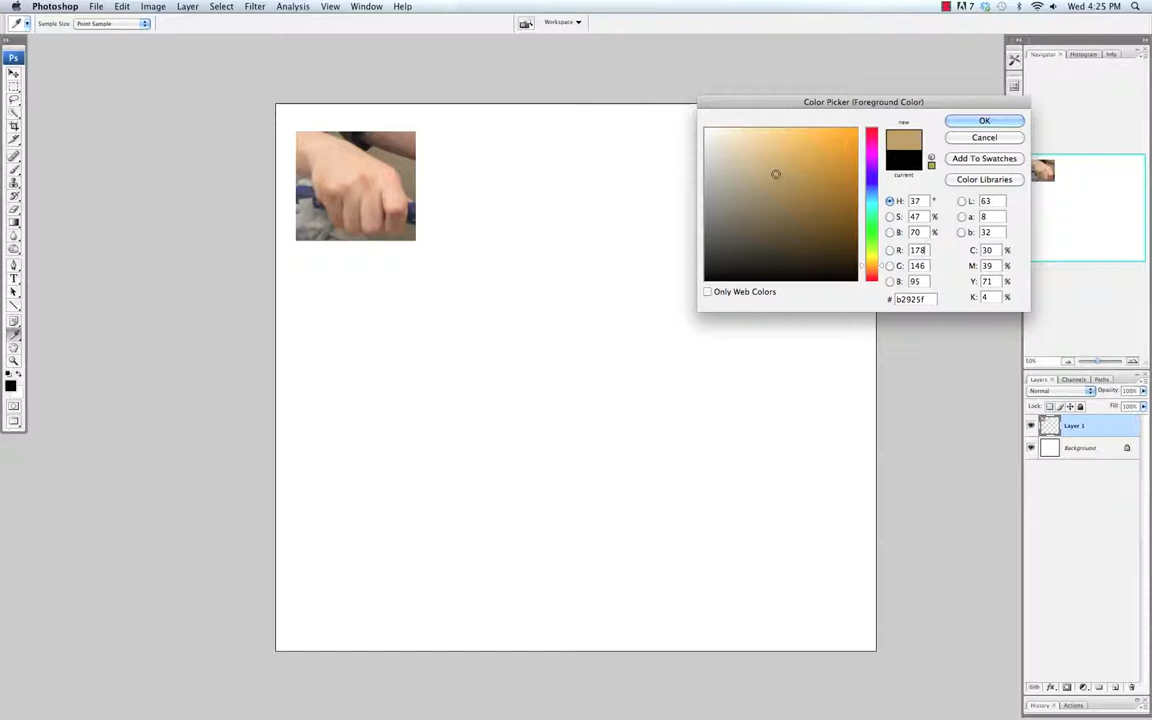 Photoshop File Edit Image Layer Select Filter Analysis View Window Help 7 Wed 4:25 PM
Sample Size: Point Sample Workspace
Ps
Navigator Histogram Info
Color Picker (Foreground Color)
new
current
OK
Cancel
Add To Swatches
Color Libraries
H: 37 ° L: 63
S: 47 % a: 8
B: 70 % b: 32
R: 178 C: 30 %
G: 146 M: 39 %
B: 95 Y: 71 %
# b2925f K: 4 %
Only Web Colors
50%
Layers Channels Paths
Normal Opacity: 100%
Lock: Fill: 100%
Layer 1
Background
History Actions